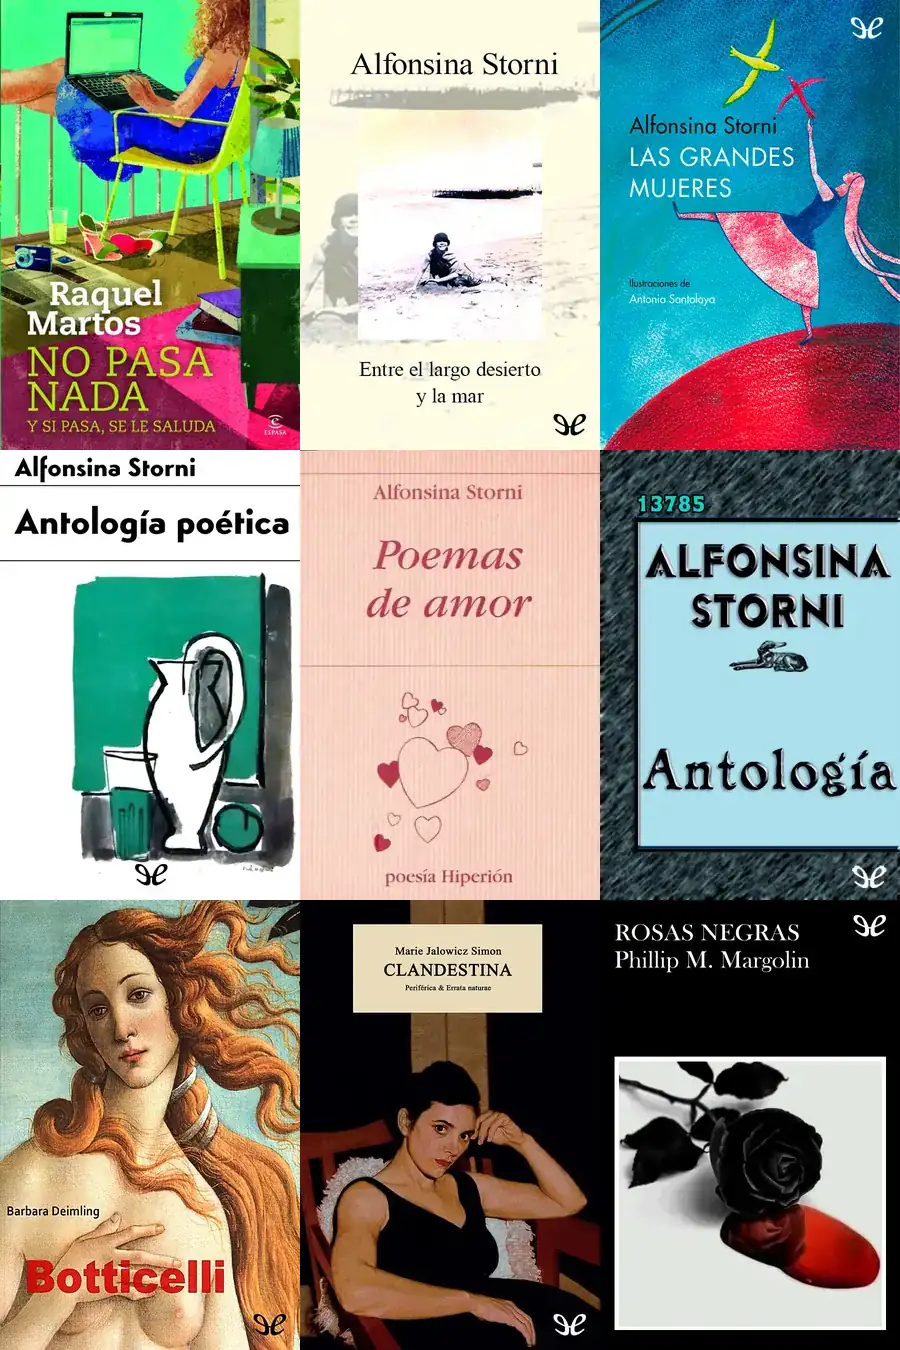 Raquel
Martos
NO PASA
NADA
Y SI PASA, SE LE SALUDA
ESPASA
Alfonsina Storni
Entre el largo desierto
y la mar
Alfonsina Storni
LAS GRANDES
MUJERES
Ilustraciones de
Antonia Santolaya
Alfonsina Storni
Antología poética
Alfonsina Storni
Poemas
de amor
poesía Hiperión
13785
ALFONSINA
STORNI
Antología
Barbara Deimling
Botticelli
Marie Jalowicz Simon
CLANDESTINA
Periférica & Errata naturae
ROSAS NEGRAS
Phillip M. Margolin